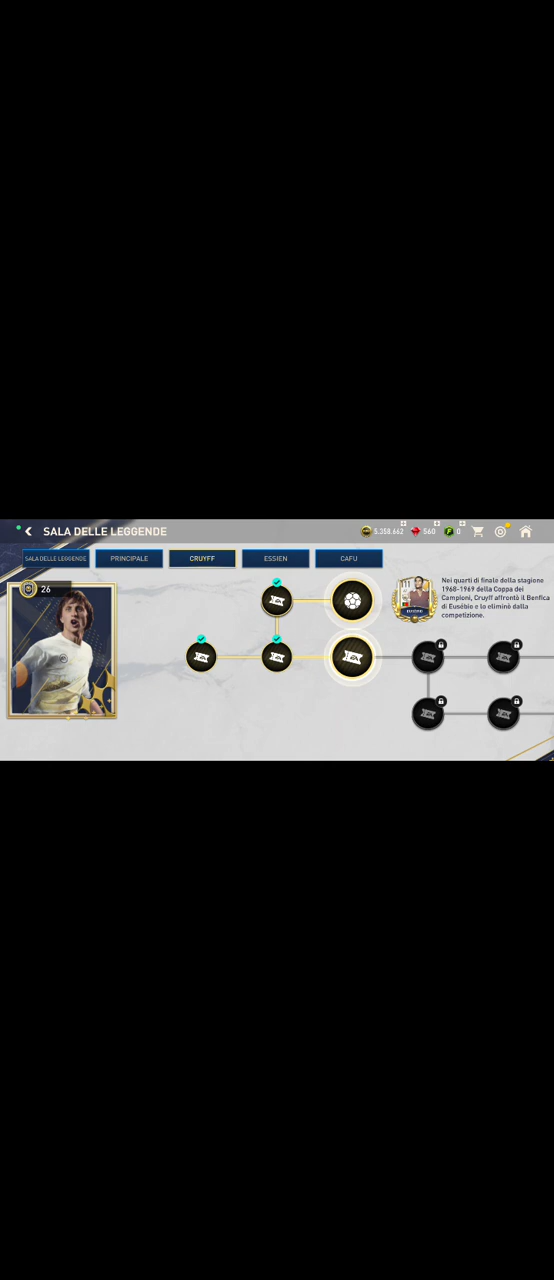 SALA DELLE LEGGENDE
5.358.662
560
0
SALA DELLE LEGGENDE
PRINCIPALE
CRUYFF
ESSIEN
CAFU
26
Nei quarti di finale della stagione
1968-1969 della Coppa dei
Campioni, Cruyff affrontò il Benfica
di Eusébio e lo eliminò dalla
competizione.